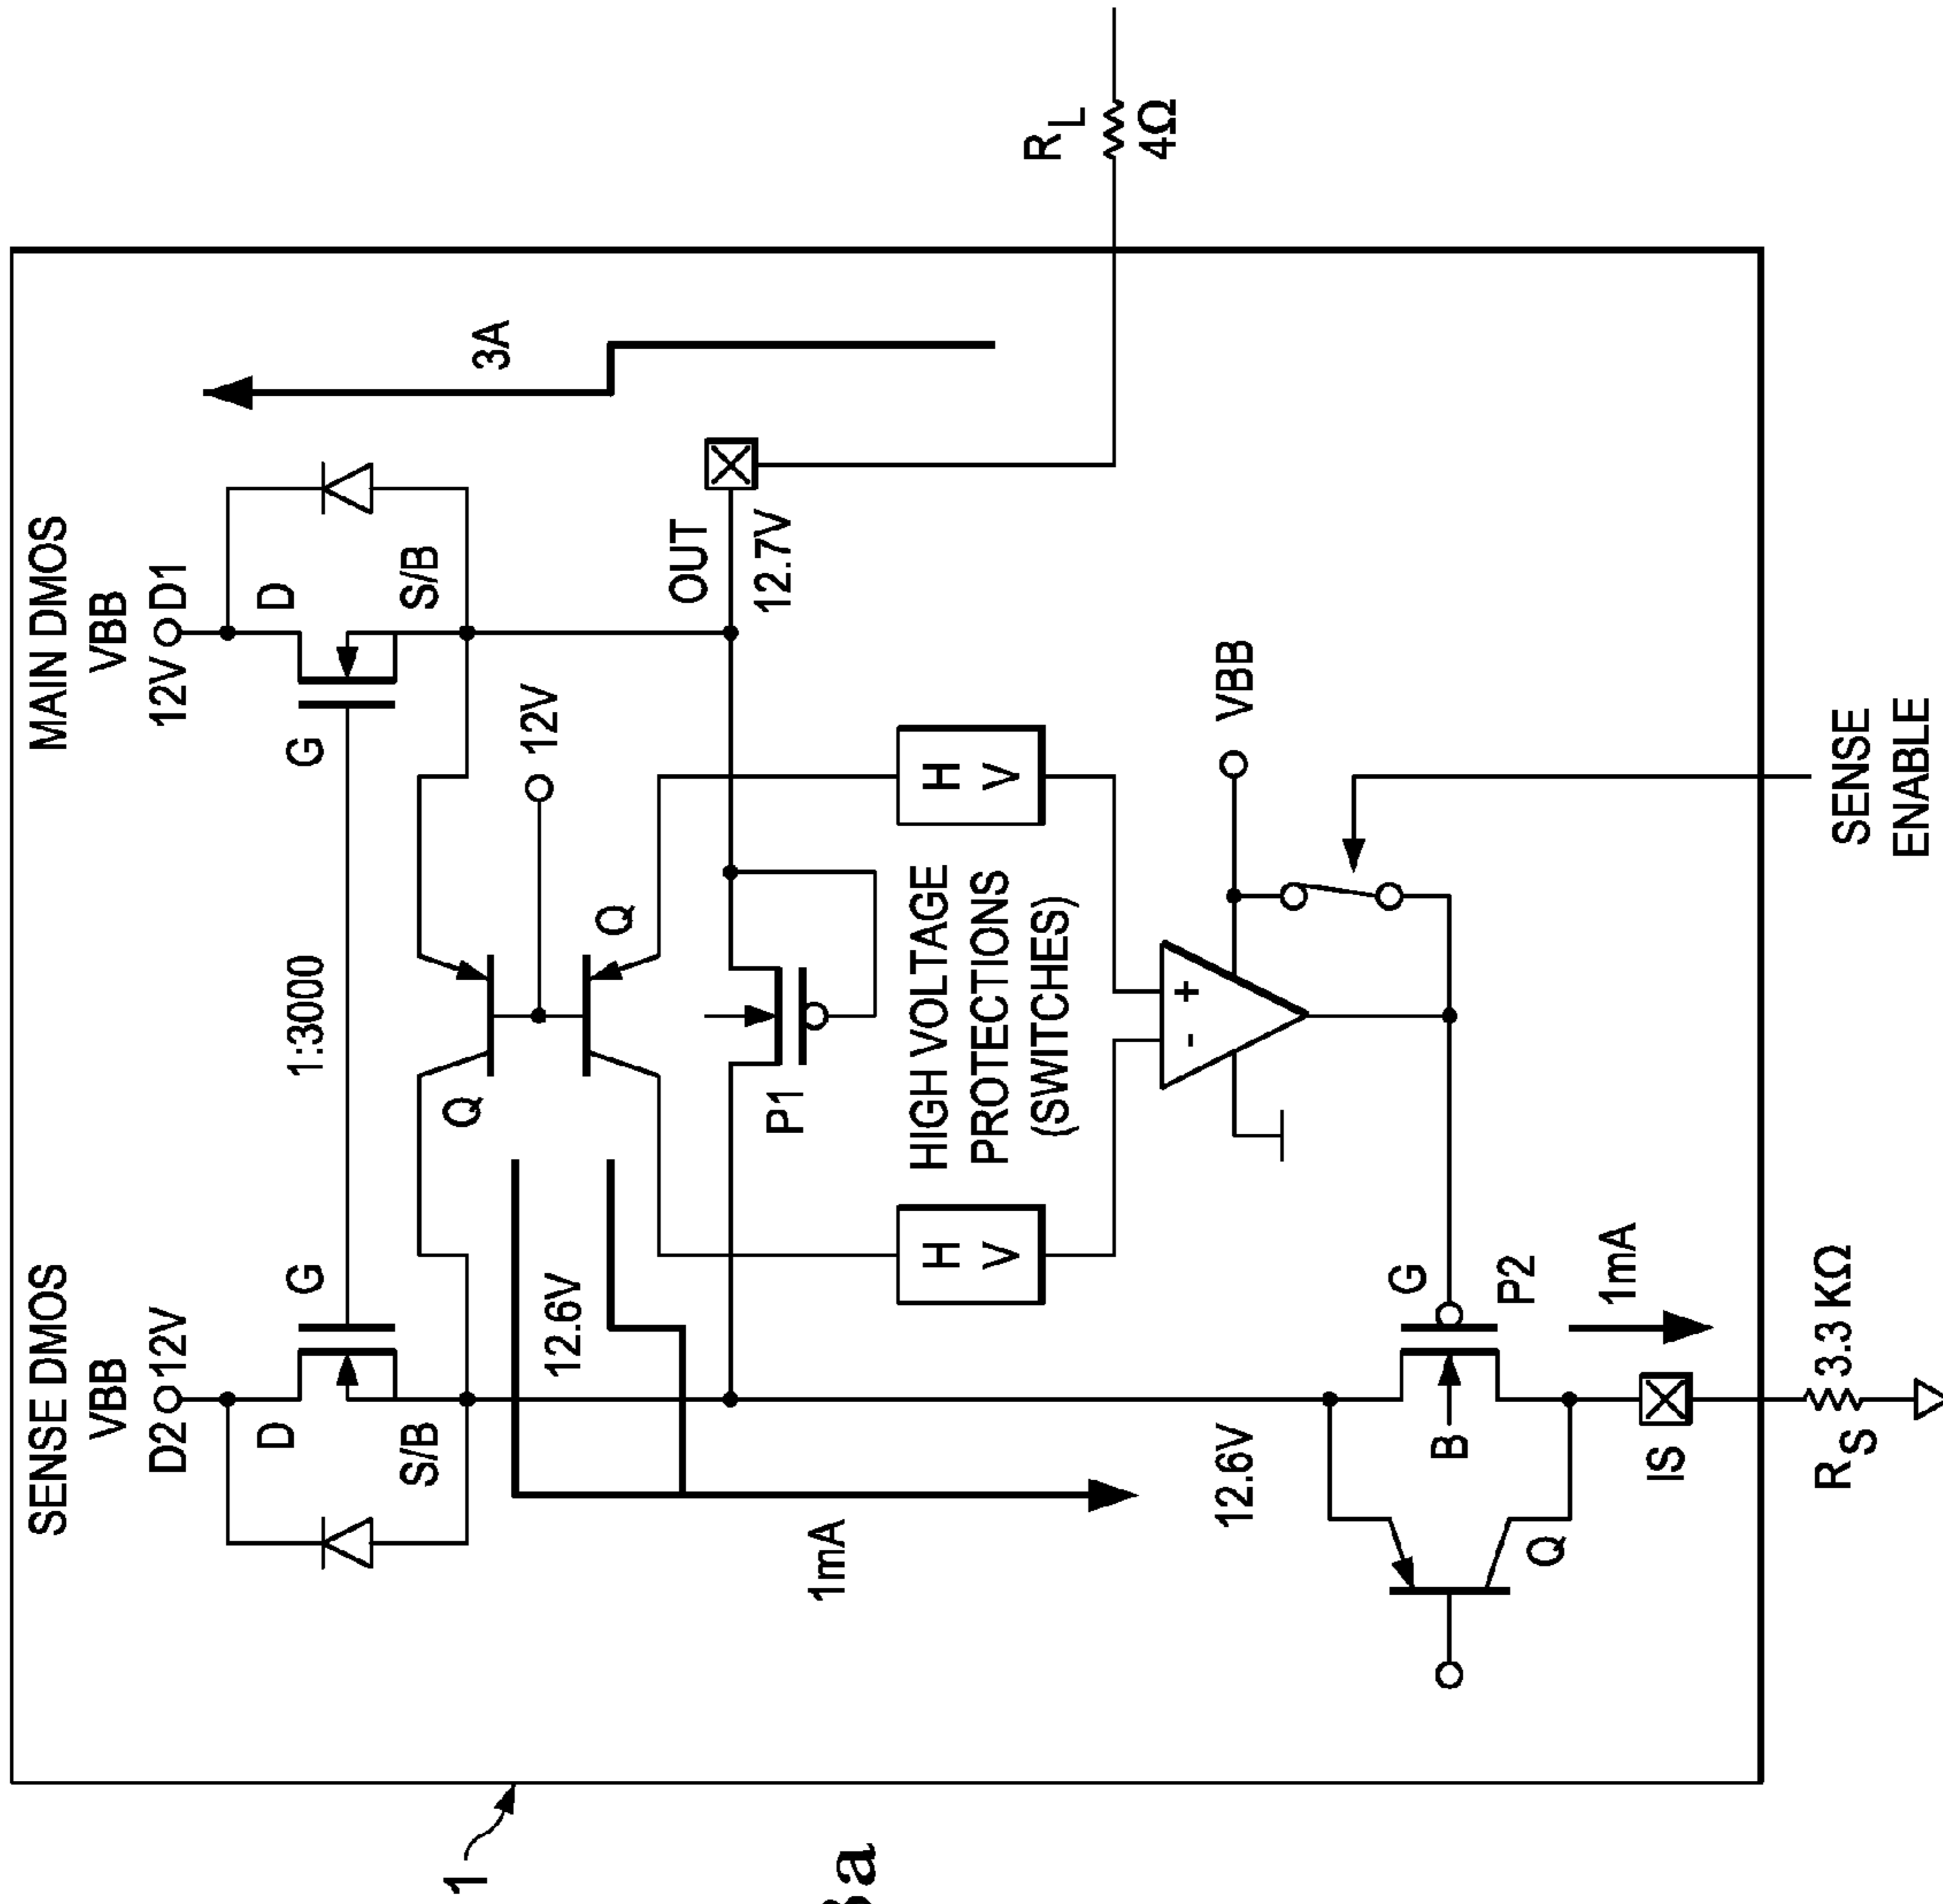 SENSE DMOS
VBB
D2 12V
MAIN DMOS
VBB
12V D1
D
G
1:3000
G
D
S/B
S/B
3A
Q
12V
Q
12.6V
OUT
12.7V
P1
1mA
HIGH VOLTAGE
PROTECTIONS
(SWITCHES)
H
V
H
V
R L
4Ω
-
+
VBB
12.6V
G
B
P2
Q
1mA
IS
R S
3.3 KΩ
SENSE
ENABLE
1